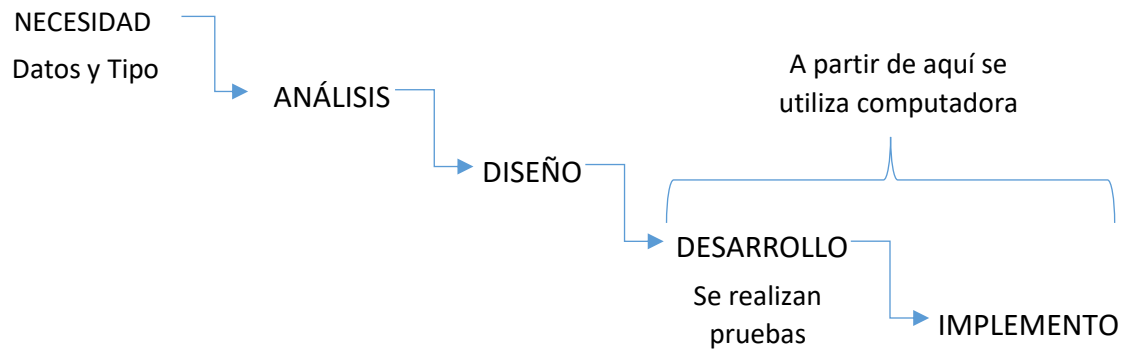 NECESIDAD
Datos y Tipo
ANÁLISIS
DISEÑO
A partir de aquí se
utiliza computadora
DESARROLLO
Se realizan
pruebas
IMPLEMENTO